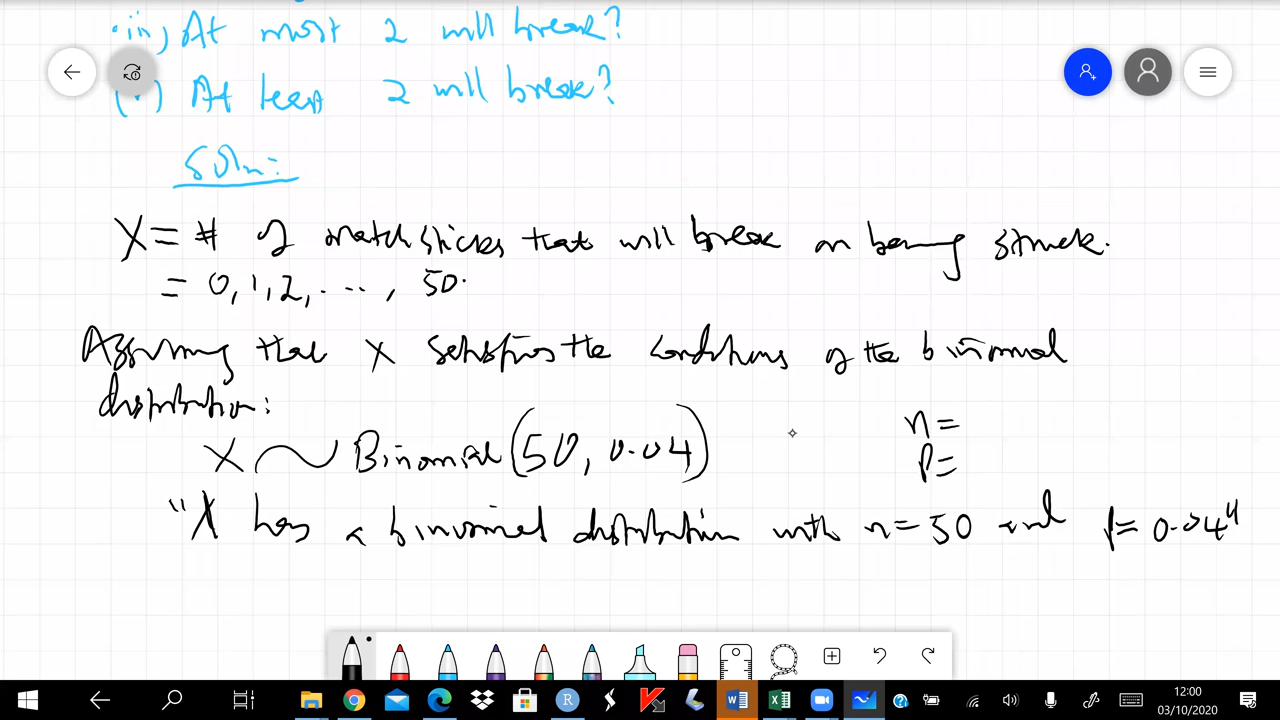 iii) At most 2 will break?
At least 2 will break?
Soln:
X = # of matchsticks that will break on being struck.
= 0, 1, 2, ..., 50.
Assuming that X satisfies the conditions of the binomial
distribution:
n =
X ~ Binomial (50, 0.04)
p =
"X has a binomial distribution with n = 50 and p = 0.04"
12:00
03/10/2020